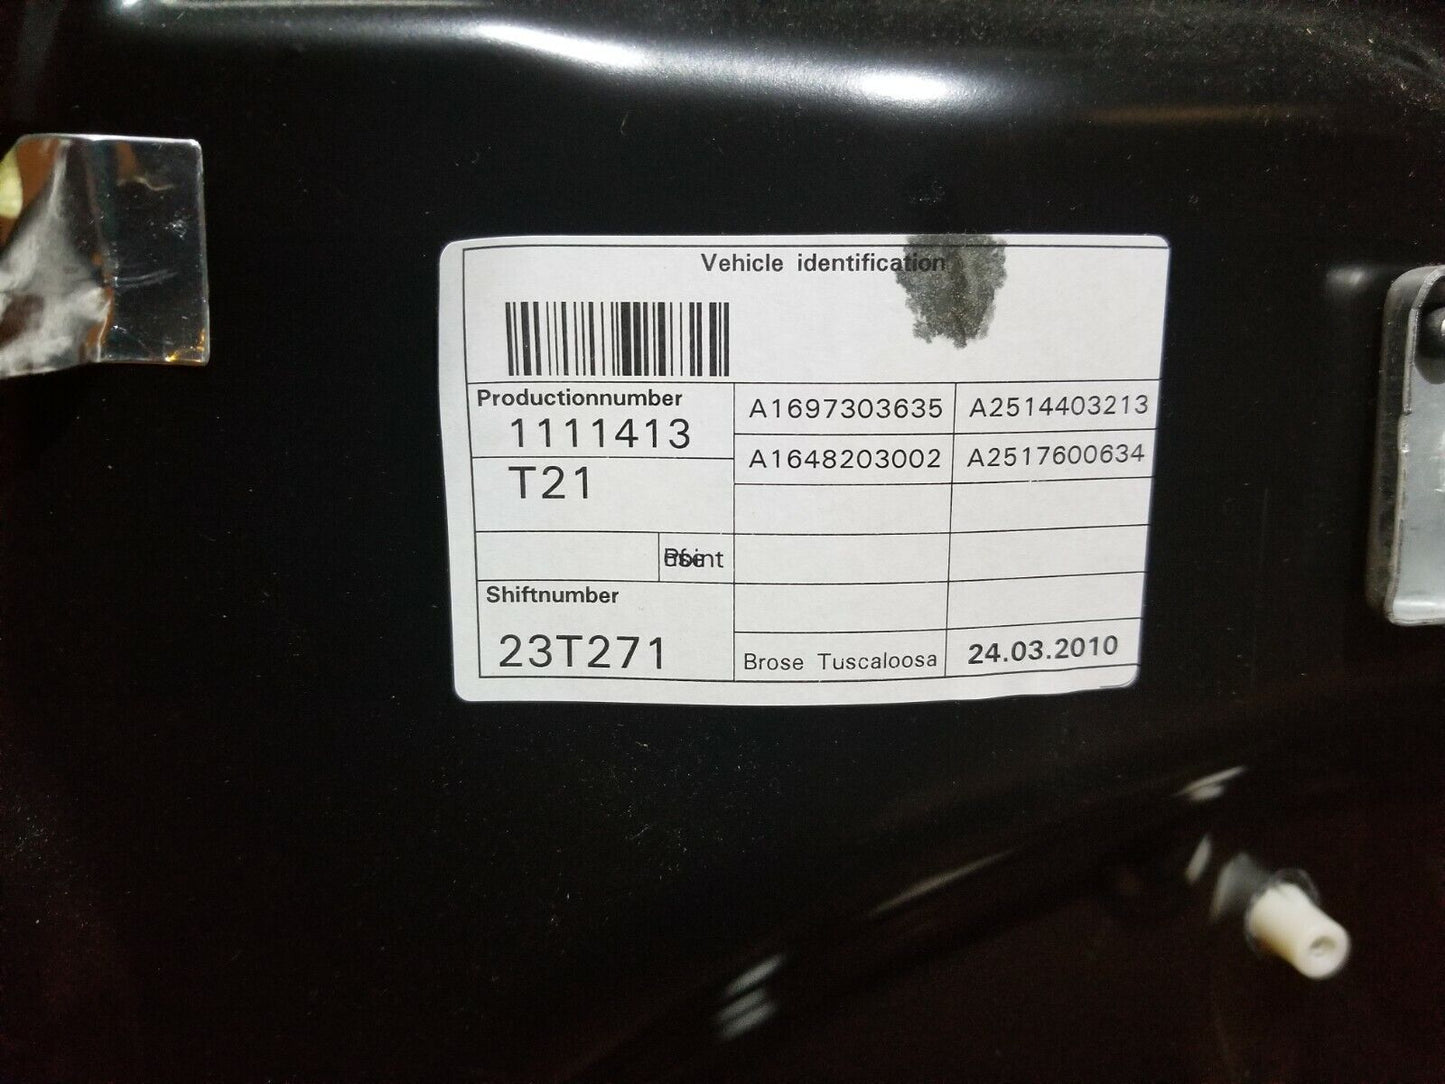 Vehicle identification
Productionnumber
1111413
T21
Shiftnumber
23T271
A1697303635 A2514403213
A1648203002 A2517600634
Brose Tuscaloosa 24.03.2010